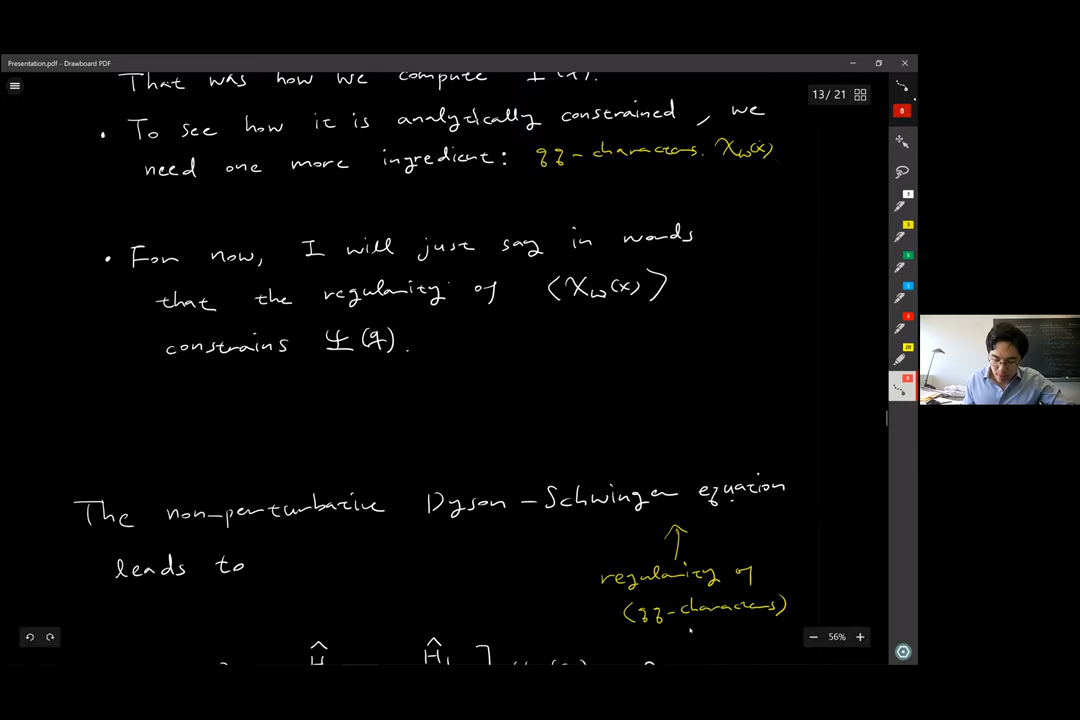 Presentation.pdf - Drawboard PDF
That was how we compute
13/ 21
• To see how it is analytically constrained, we
need one more ingredient: qq-characters. χω(x)
• For now, I will just say in words
that the regularity of ⟨χω(x)⟩
constrains Ψ(q).
The non-perturbative Dyson-Schwinger equation
leads to
regularity of
⟨qq-characters⟩
56%